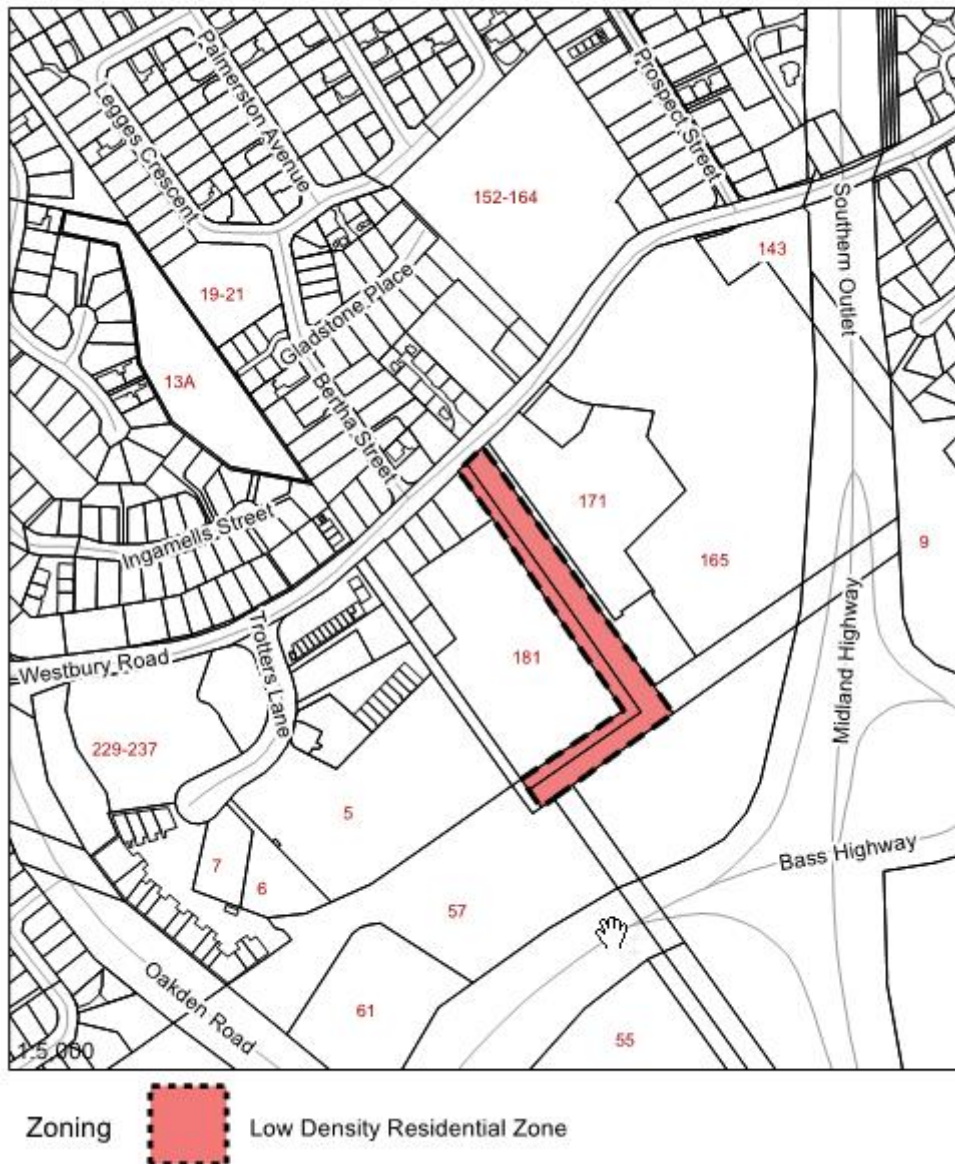 Palmerston Avenue
Legges Crescent
Prospect Street
152-164
Southern Outlet
143
19-21
Gladstone Place
13A
Bertha Street
171
Ingamells Street
165
9
Trotters Lane
181
Westbury Road
Midland Highway
229-237
5
7
6
Bass Highway
57
Oakden Road
61
55
1:5 000
Zoning
Low Density Residential Zone